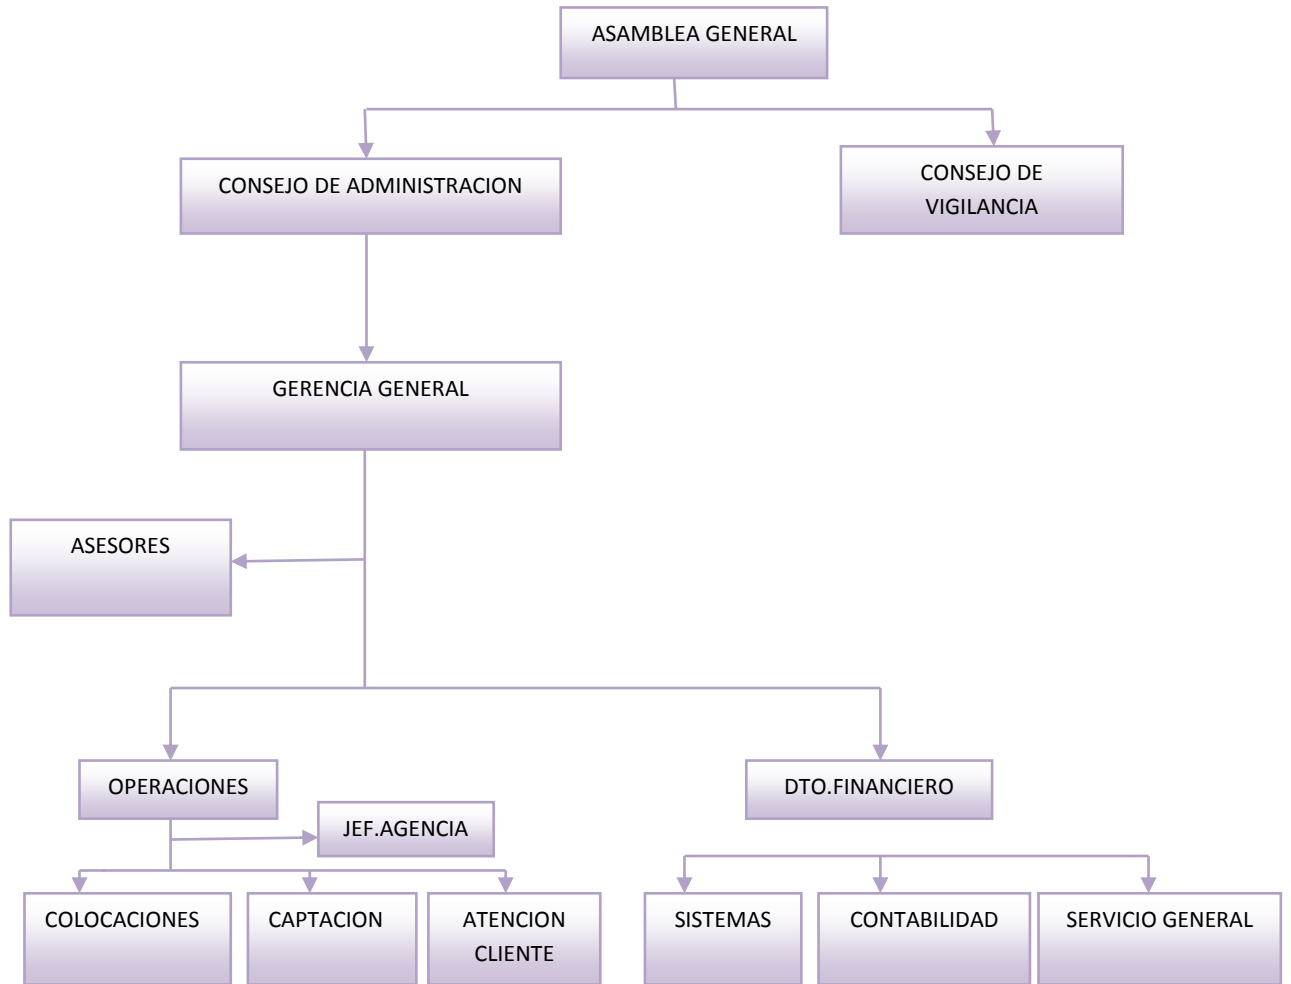 ASAMBLEA GENERAL
CONSEJO DE ADMINISTRACION
CONSEJO DE
VIGILANCIA
GERENCIA GENERAL
ASESORES
OPERACIONES
DTO.FINANCIERO
JEF.AGENCIA
COLOCACIONES
CAPTACION
ATENCION
CLIENTE
SISTEMAS
CONTABILIDAD
SERVICIO GENERAL